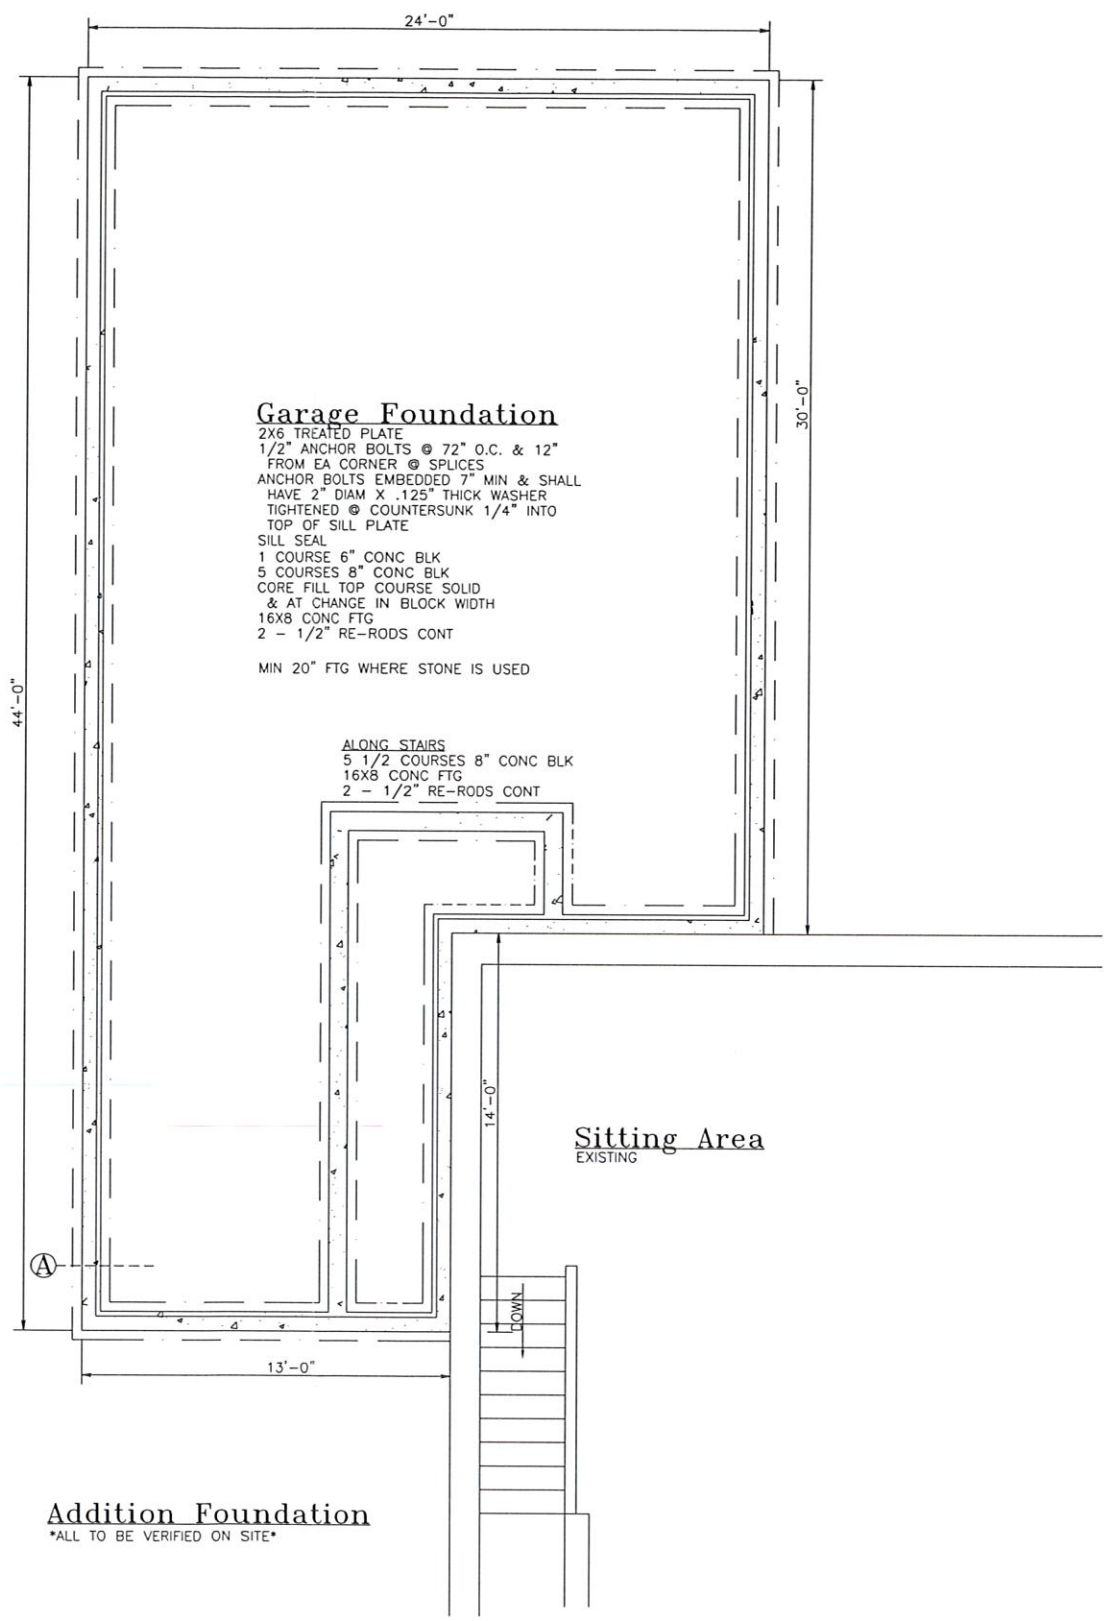 24'-0"
30'-0"
Garage Foundation
2X6 TREATED PLATE
1/2" ANCHOR BOLTS @ 72" O.C. & 12"
FROM EA CORNER @ SPLICES
ANCHOR BOLTS EMBEDDED 7" MIN & SHALL
HAVE 2" DIAM X .125" THICK WASHER
TIGHTENED @ COUNTERSUNK 1/4" INTO
TOP OF SILL PLATE
SILL SEAL
1 COURSE 6" CONC BLK
5 COURSES 8" CONC BLK
CORE FILL TOP COURSE SOLID
& AT CHANGE IN BLOCK WIDTH
16X8 CONC FTG
2 - 1/2" RE-RODS CONT
MIN 20" FTG WHERE STONE IS USED
44'-0"
ALONG STAIRS
5 1/2 COURSES 8" CONC BLK
16X8 CONC FTG
2 - 1/2" RE-RODS CONT
14'-0"
Sitting Area
EXISTING
A
DOWN
13'-0"
Addition Foundation
*ALL TO BE VERIFIED ON SITE*